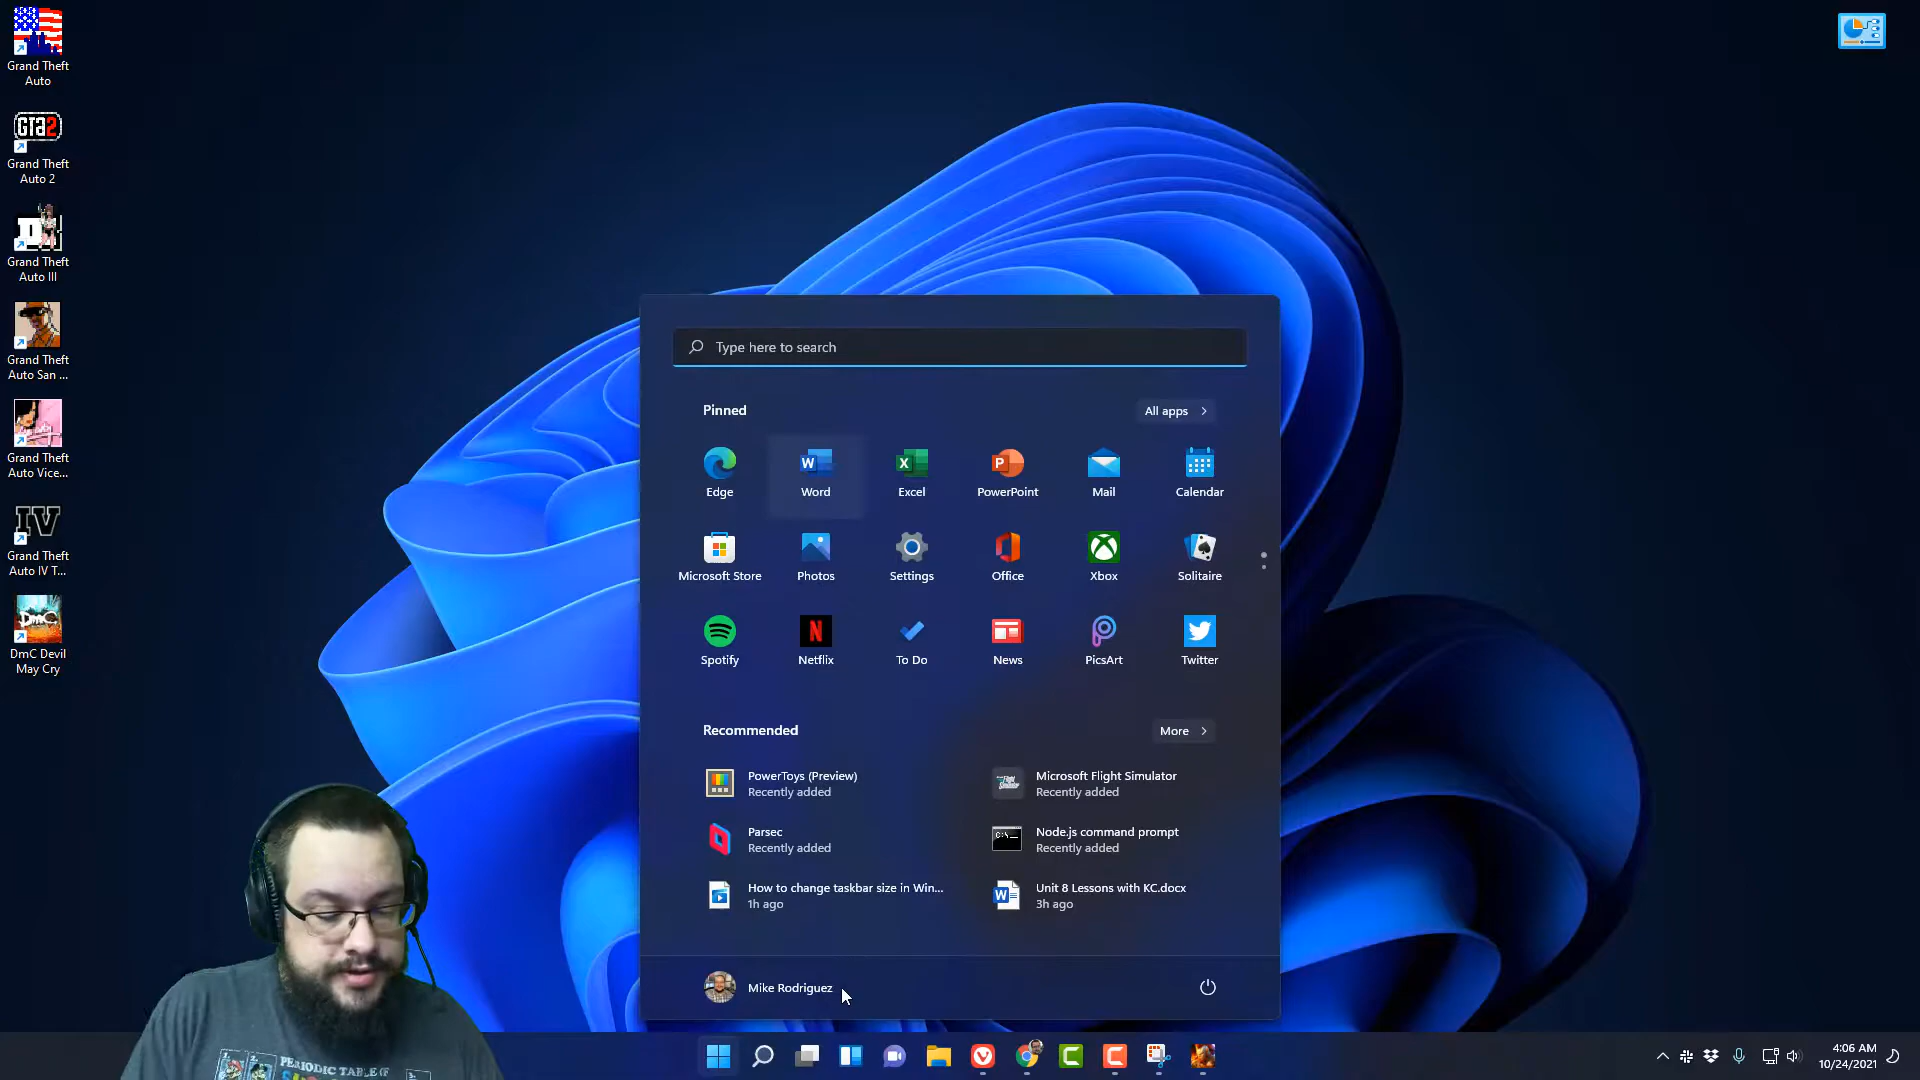 Grand Theft
Auto
GTA2
Grand Theft
Auto 2
Grand Theft
Auto III
Grand Theft
Auto San ...
Grand Theft
Auto Vice...
IV
Grand Theft
Auto IV T...
DmC
DmC Devil
May Cry
Type here to search
Pinned
All apps
Edge
Word
Excel
PowerPoint
Mail
Calendar
Microsoft Store
Photos
Settings
Office
Xbox
Solitaire
Spotify
Netflix
To Do
News
PicsArt
Twitter
Recommended
More
PowerToys (Preview)
Recently added
Microsoft Flight Simulator
Recently added
Parsec
Recently added
Node.js command prompt
Recently added
How to change taskbar size in Win...
1h ago
Unit 8 Lessons with KC.docx
3h ago
Mike Rodriguez
PERIODIC TABLE OF
4:06 AM
10/24/2021